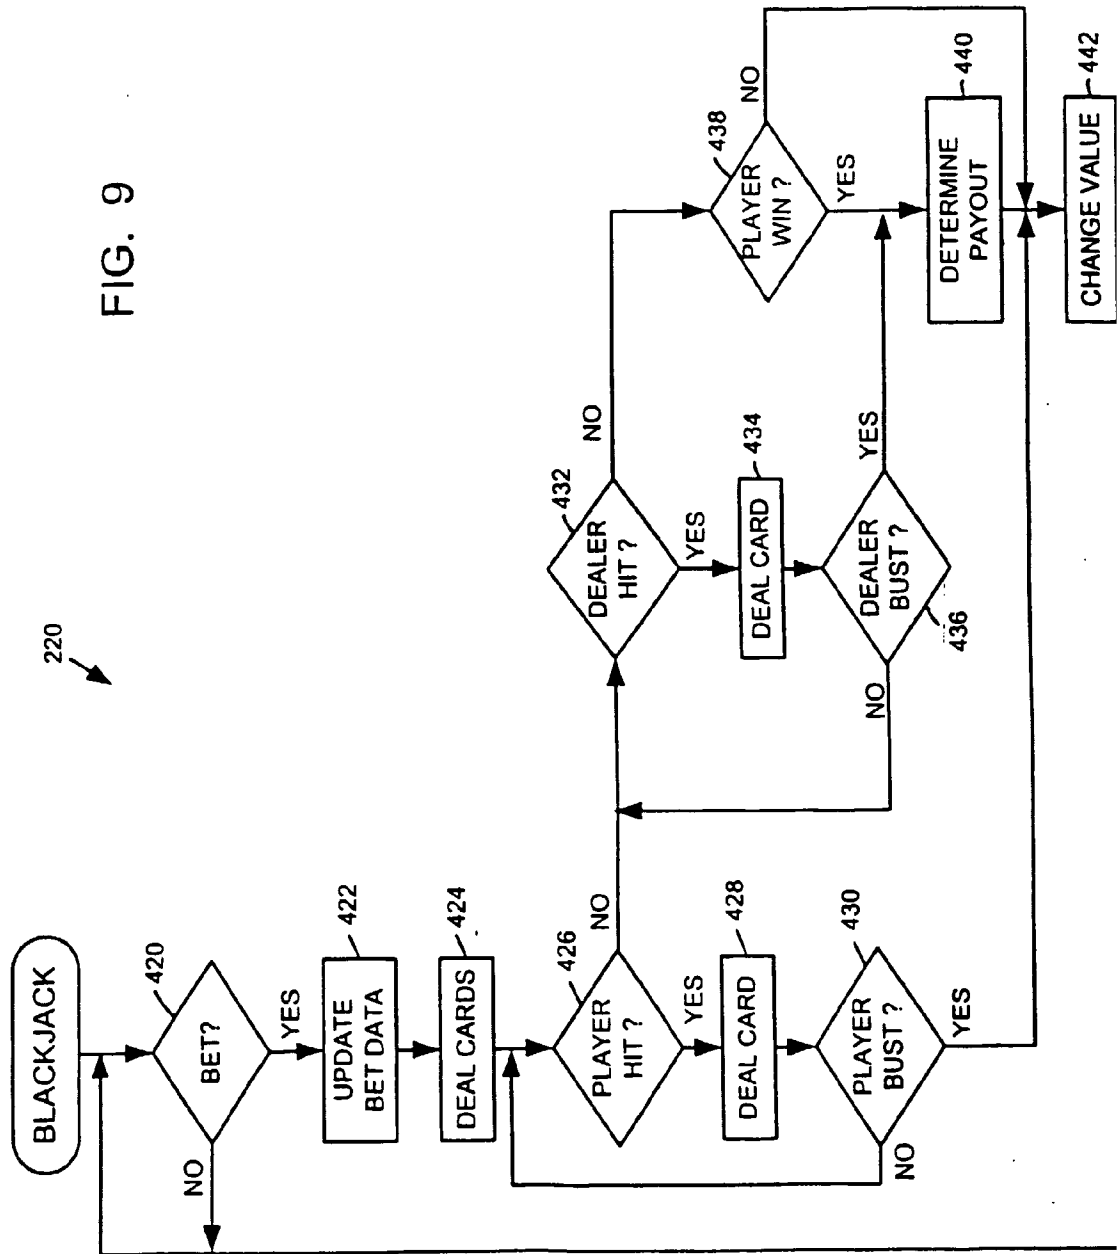 FIG. 9
220
BLACKJACK
420
BET?
NO
YES
422
UPDATE
BET DATA
424
DEAL CARDS
426
PLAYER
HIT ?
NO
YES
428
DEAL CARD
430
PLAYER
BUST ?
NO
YES
432
DEALER
HIT ?
NO
YES
434
DEAL CARD
DEALER
BUST ?
436
NO
YES
438
PLAYER
WIN ?
NO
YES
440
DETERMINE
PAYOUT
442
CHANGE VALUE